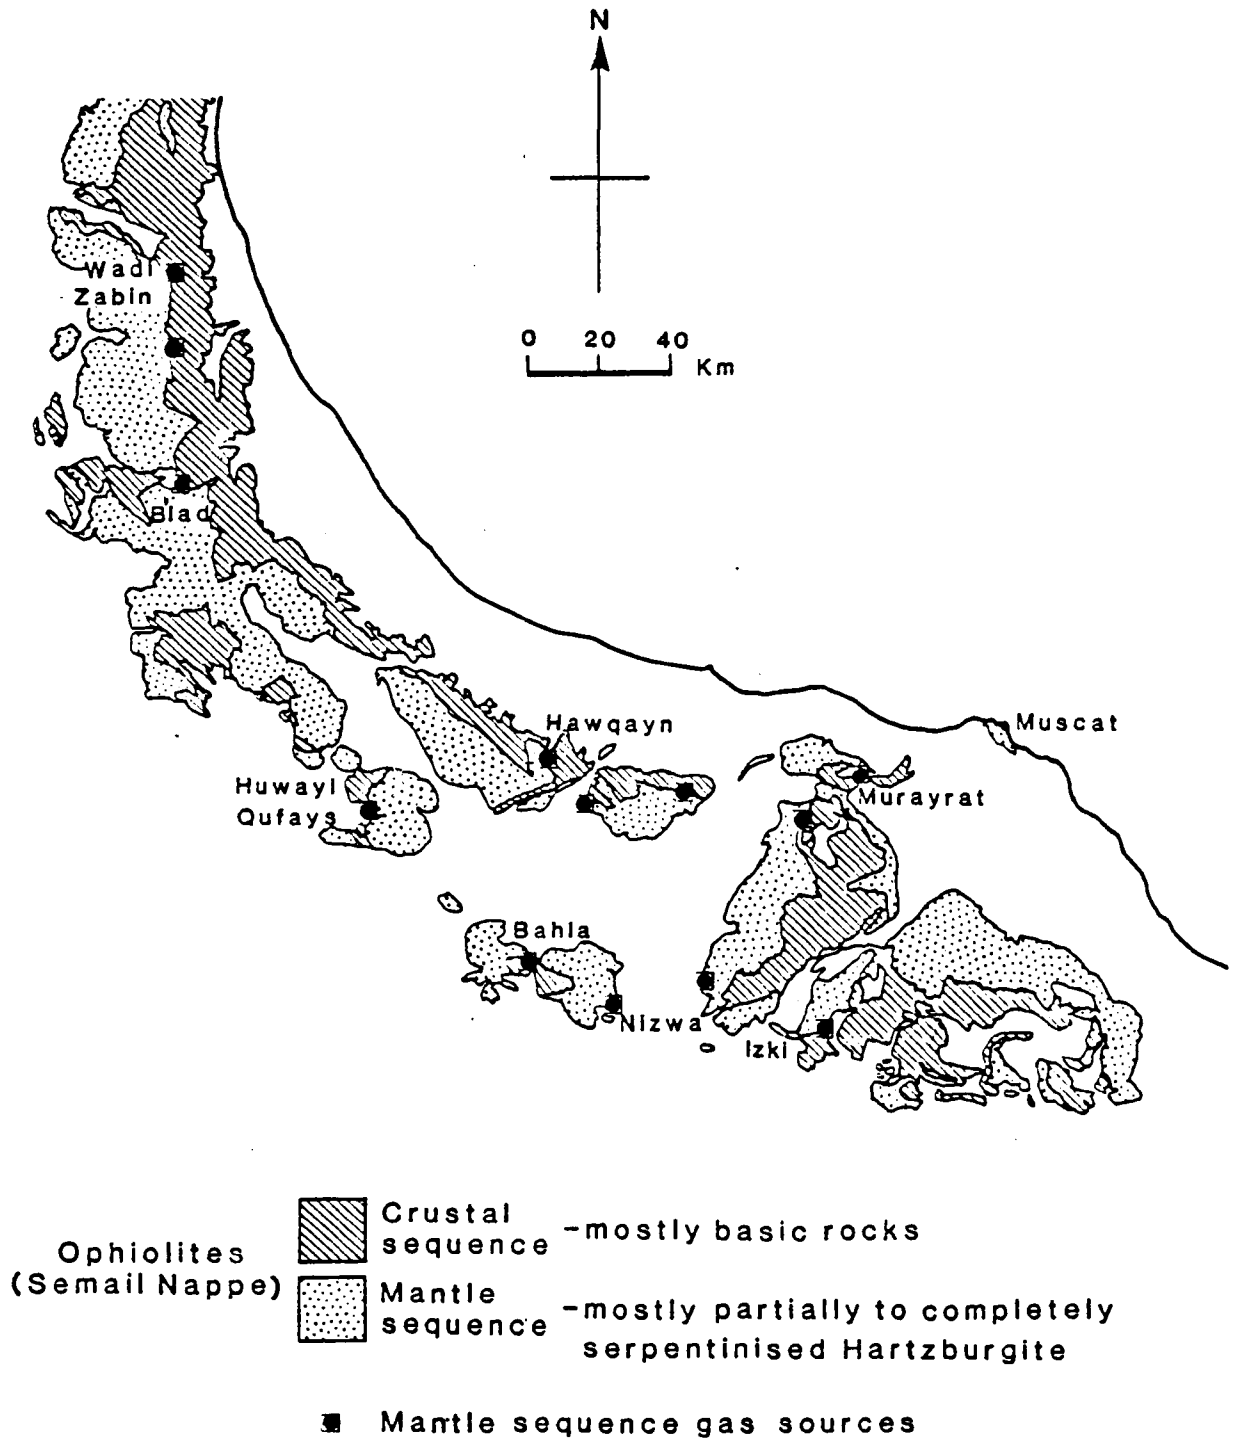 N
Wadi
Zabin
0 20 40
Km
Blad
Hawqayn
Muscat
Huwayl
Qufays
Murayrat
Bahla
Nizwa
Izki
Crustal
sequence -mostly basic rocks
Ophiolites
(Semail Nappe)
Mantle
sequence -mostly partially to completely
serpentinised Hartzburgite
Mantle sequence gas sources